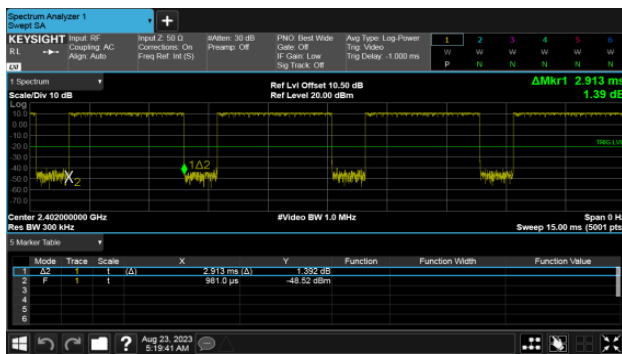 Spectrum Analyzer 1
Swept SA
+
KEYSIGHT Input: RF Input Z: 50 Ω #Atten: 30 dB PNO: Best Wide Avg Type: Log-Power 1 2 3 4 5 6
RL Coupling: AC Corrections: On Preamp: Off Gate: Off Trig: Video W W W W W W
Align: Auto Freq Ref: Int (S) IF Gain: Low Trig Delay: -1.000 ms P N N N N N
LXI Sig Track: Off
1 Spectrum ΔMkr1 2.913 ms
Scale/Div 10 dB Ref Lvl Offset 10.50 dB 1.39 dB
Log Ref Level 20.00 dBm
10.0
0.00
-10.0
-20.0 TRIG LVL
-30.0
-40.0 1Δ2
-50.0 X2
-60.0
-70.0
Center 2.402000000 GHz #Video BW 1.0 MHz Span 0 Hz
Res BW 300 kHz Sweep 15.00 ms (5001 pts)
5 Marker Table
Mode Trace Scale X Y Function Function Width Function Value
1 Δ2 1 t (Δ) 2.913 ms (Δ) 1.392 dB
2 F 1 t 981.0 µs -48.52 dBm
3
4
5
6
? Aug 23, 2023
5:19:41 AM